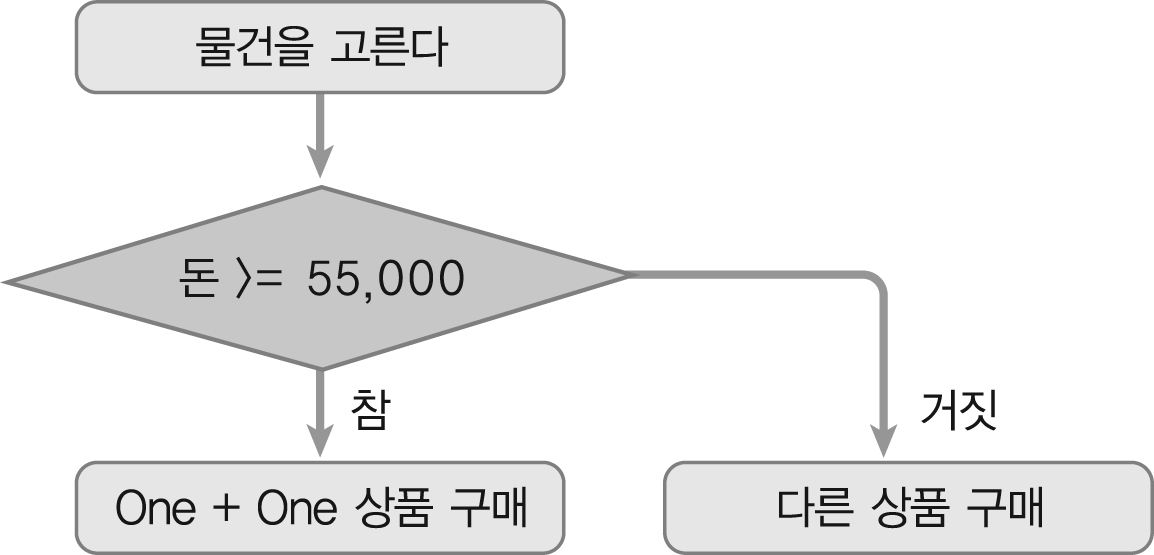 물건을 고른다
돈 >= 55,000
참
거짓
One + One 상품 구매
다른 상품 구매